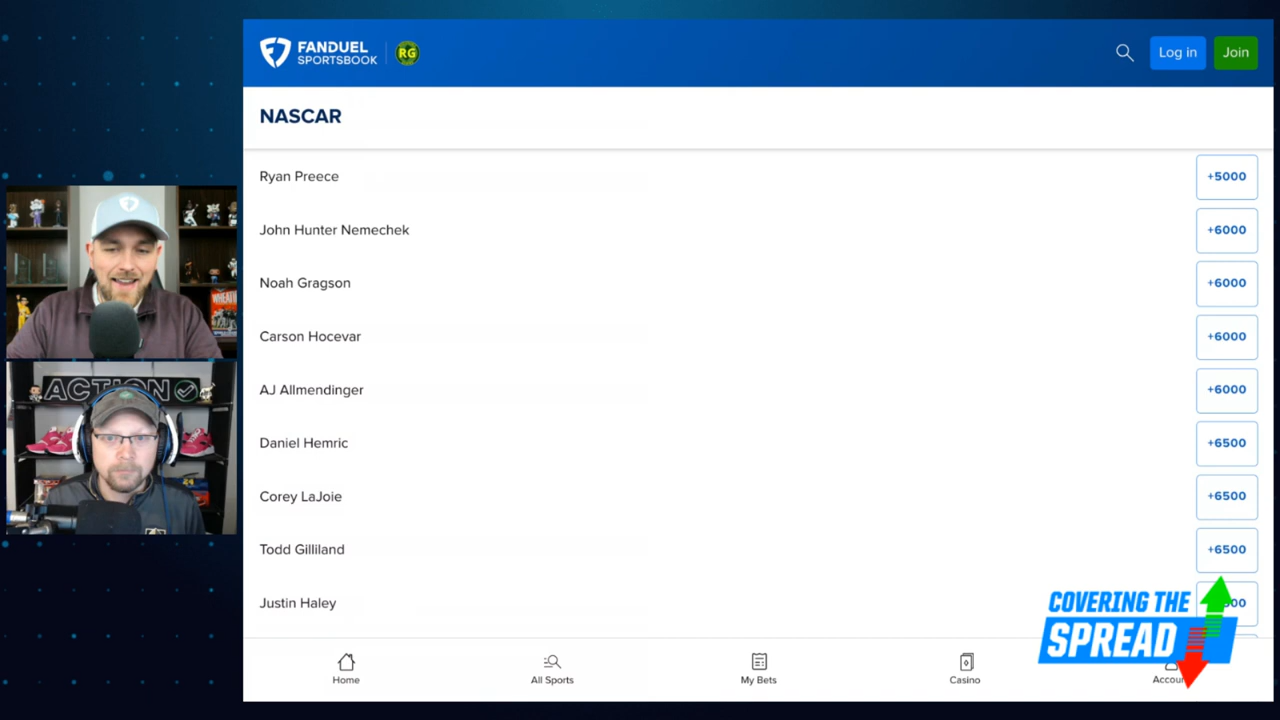 FANDUEL
SPORTSBOOK
RG
Log in
Join
NASCAR
Ryan Preece
+5000
John Hunter Nemechek
+6000
Noah Gragson
+6000
Carson Hocevar
+6000
AJ Allmendinger
+6000
Daniel Hemric
+6500
Corey LaJoie
+6500
Todd Gilliland
+6500
Justin Haley
ACTION
WHEATIES
COVERING THE
SPREAD
Home
All Sports
My Bets
Casino